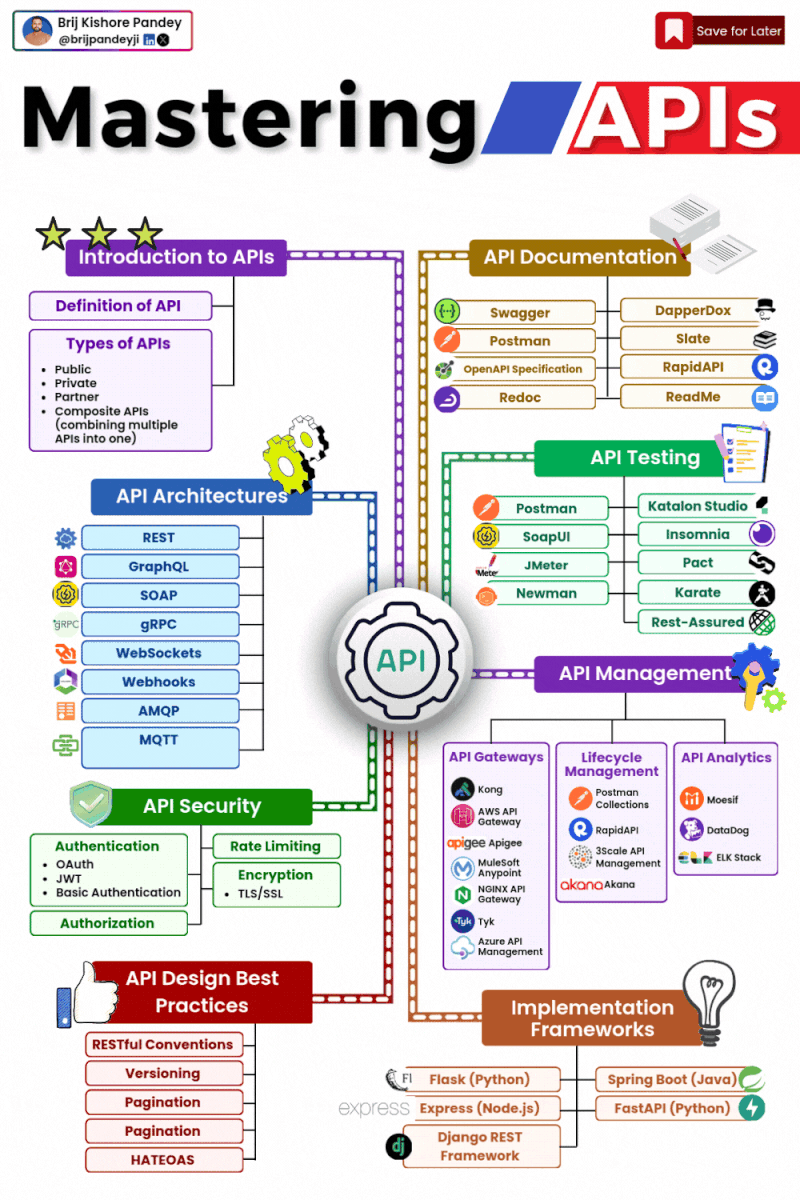 Brij Kishore Pandey
@brijpandeyji in X
Save for Later
Mastering APIs
Introduction to APIs
Definition of API
Types of APIs
• Public
• Private
• Partner
• Composite APIs
(combining multiple
APIs into one)
API Architectures
REST
GraphQL
SOAP
gRPC gRPC
WebSockets
Webhooks
AMQP
MQTT
API Security
Authentication
• OAuth
• JWT
• Basic Authentication
Authorization
Rate Limiting
Encryption
• TLS/SSL
API Design Best
Practices
RESTful Conventions
Versioning
Pagination
Pagination
HATEOAS
API
API Documentation
Swagger
Postman
OpenAPI Specification
Redoc
DapperDox
Slate
RapidAPI
ReadMe
API Testing
Postman
SoapUI
JMeter
Newman
Katalon Studio
Insomnia
Pact
Karate
Rest-Assured
API Management
API Gateways
Kong
AWS API
Gateway
apigee Apigee
MuleSoft
Anypoint
NGINX API
Gateway
Tyk Tyk
Azure API
Management
Lifecycle
Management
Postman
Collections
RapidAPI
3Scale API
Management
akana Akana
API Analytics
Moesif
DataDog
ELK ELK Stack
Implementation
Frameworks
Flask (Python)
express Express (Node.js)
dj Django REST
Framework
Spring Boot (Java)
FastAPI (Python)